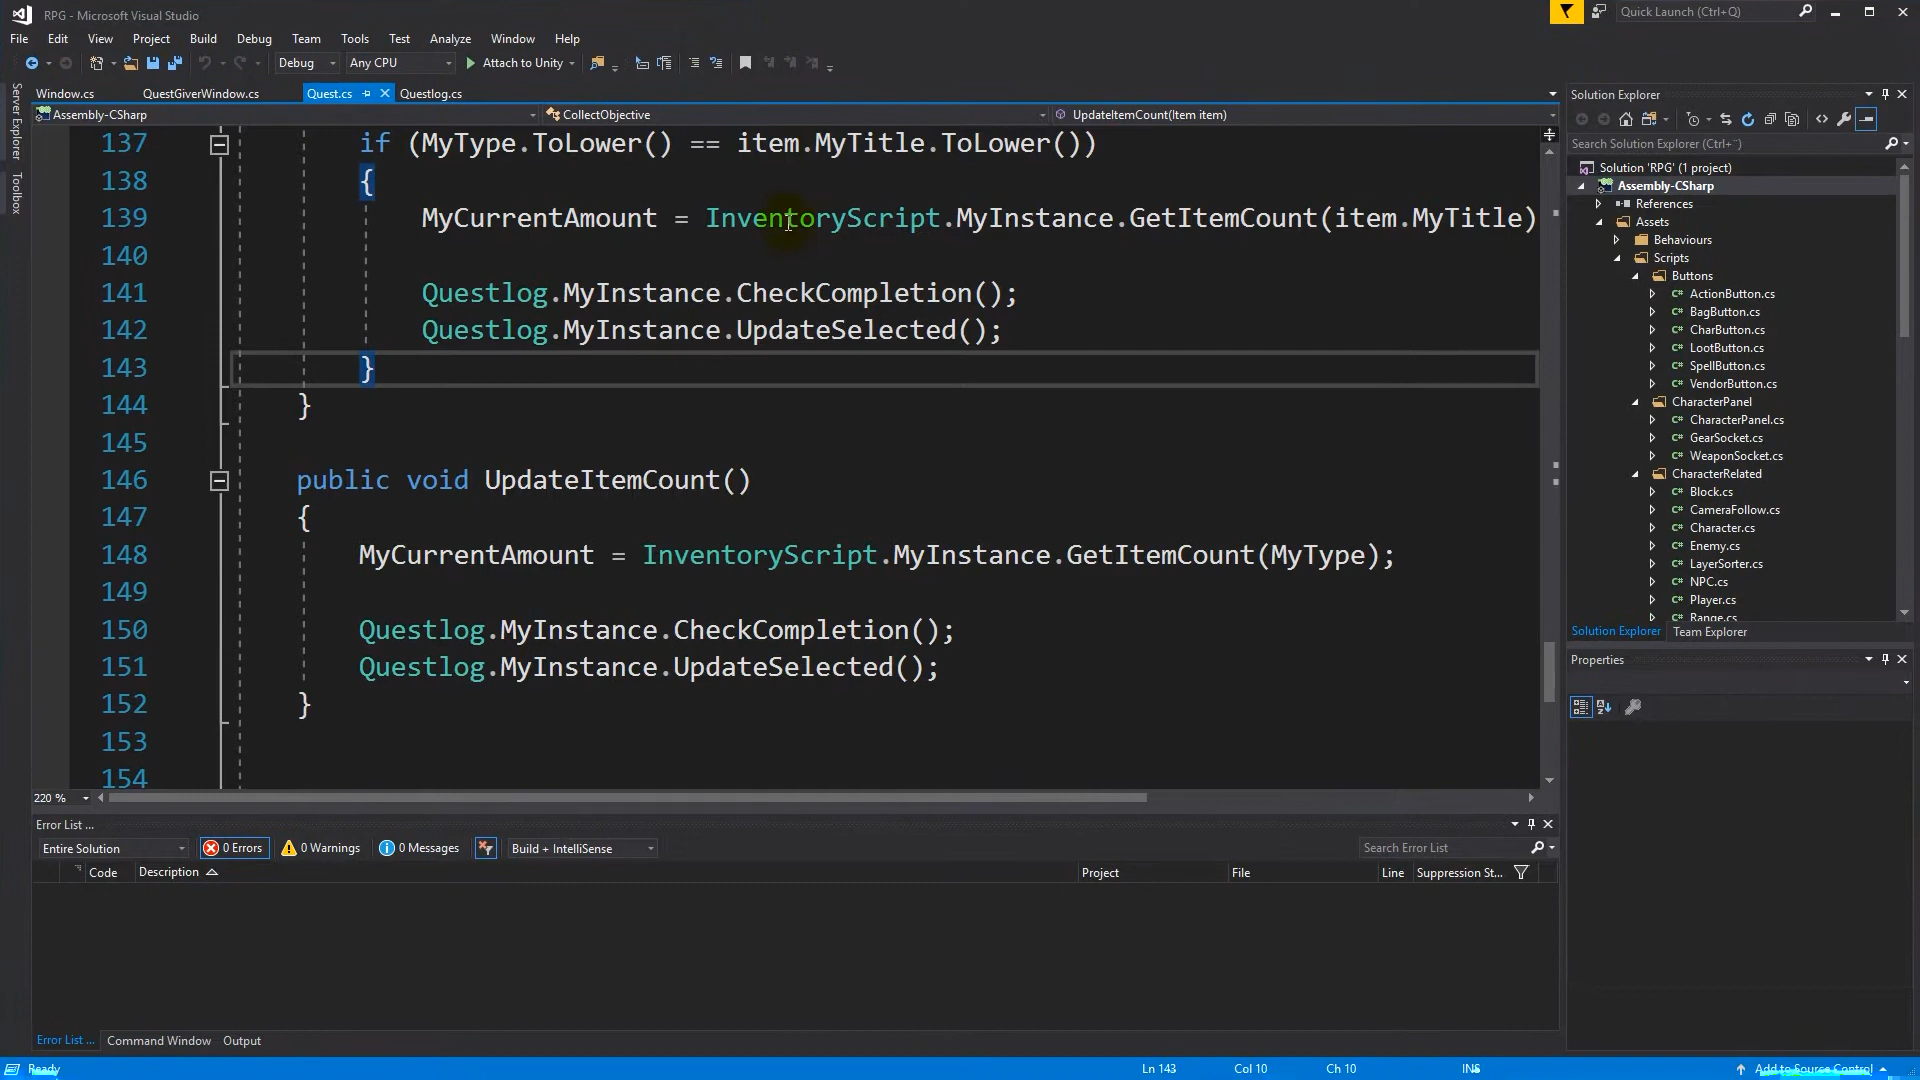 RPG - Microsoft Visual Studio
Quick Launch (Ctrl+Q)
File Edit View Project Build Debug Team Tools Test Analyze Window Help
Debug Any CPU Attach to Unity
Server Explorer
Toolbox
Window.cs QuestGiverWindow.cs Quest.cs Questlog.cs
Assembly-CSharp CollectObjective UpdateItemCount(Item item)
137 if (MyType.ToLower() == item.MyTitle.ToLower())
138 {
139 MyCurrentAmount = InventoryScript.MyInstance.GetItemCount(item.MyTitle)
140
141 Questlog.MyInstance.CheckCompletion();
142 Questlog.MyInstance.UpdateSelected();
143 }
144 }
145
146 public void UpdateItemCount()
147 {
148 MyCurrentAmount = InventoryScript.MyInstance.GetItemCount(MyType);
149
150 Questlog.MyInstance.CheckCompletion();
151 Questlog.MyInstance.UpdateSelected();
152 }
153
154
220 %
Error List ...
Entire Solution 0 Errors 0 Warnings 0 Messages Build + IntelliSense Search Error List
Code Description Project File Line Suppression St...
Error List ... Command Window Output
Solution Explorer
Search Solution Explorer (Ctrl+¨)
Solution 'RPG' (1 project)
Assembly-CSharp
References
Assets
Behaviours
Scripts
Buttons
C# ActionButton.cs
C# BagButton.cs
C# CharButton.cs
C# LootButton.cs
C# SpellButton.cs
C# VendorButton.cs
CharacterPanel
C# CharacterPanel.cs
C# GearSocket.cs
C# WeaponSocket.cs
CharacterRelated
C# Block.cs
C# CameraFollow.cs
C# Character.cs
C# Enemy.cs
C# LayerSorter.cs
C# NPC.cs
C# Player.cs
C# Range.cs
Solution Explorer Team Explorer
Properties
Ready Ln 143 Col 10 Ch 10 INS Add to Source Control